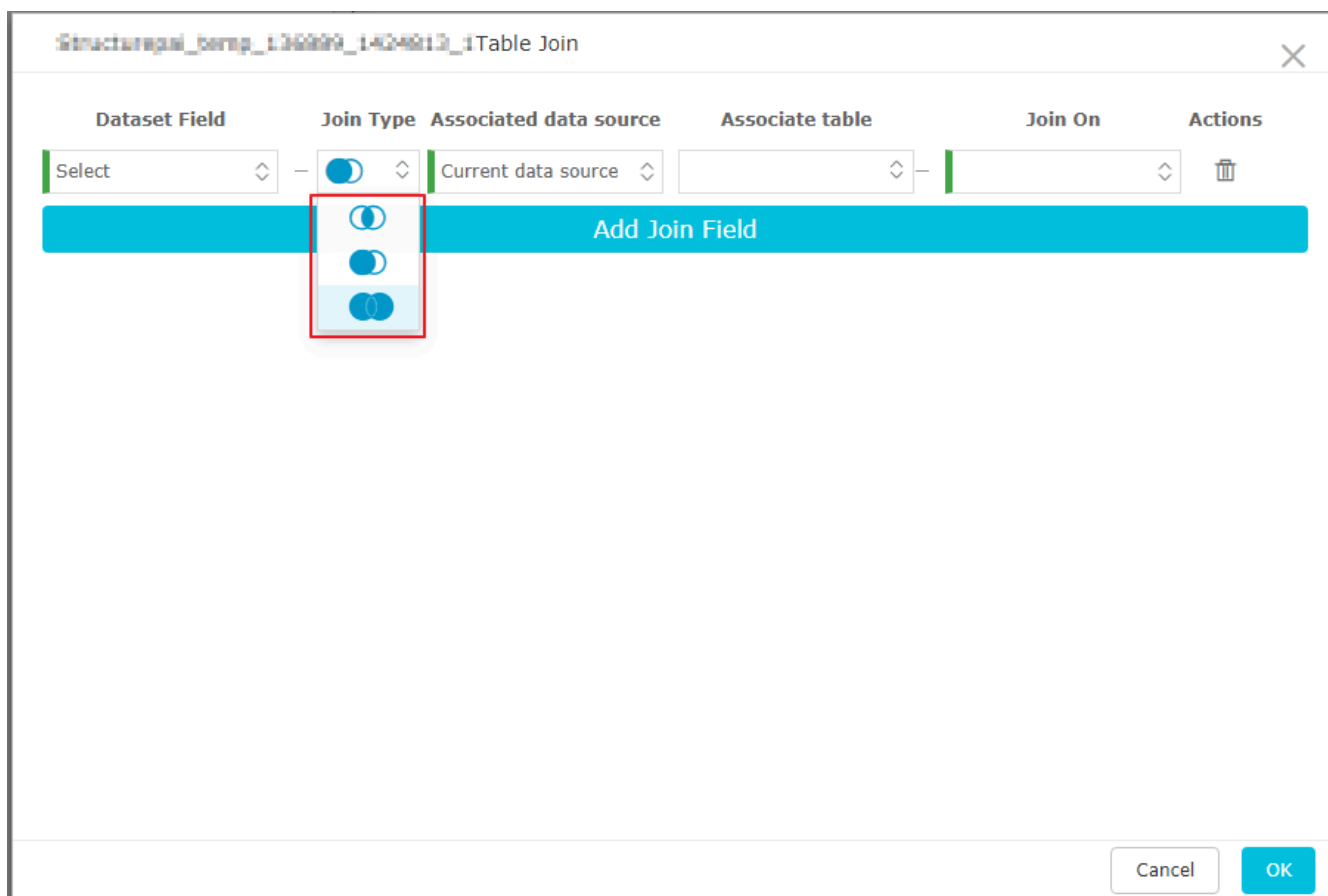 Table Join
Dataset Field Join Type Associated data source Associate table Join On Actions
Select Current data source
Add Join Field
Cancel OK